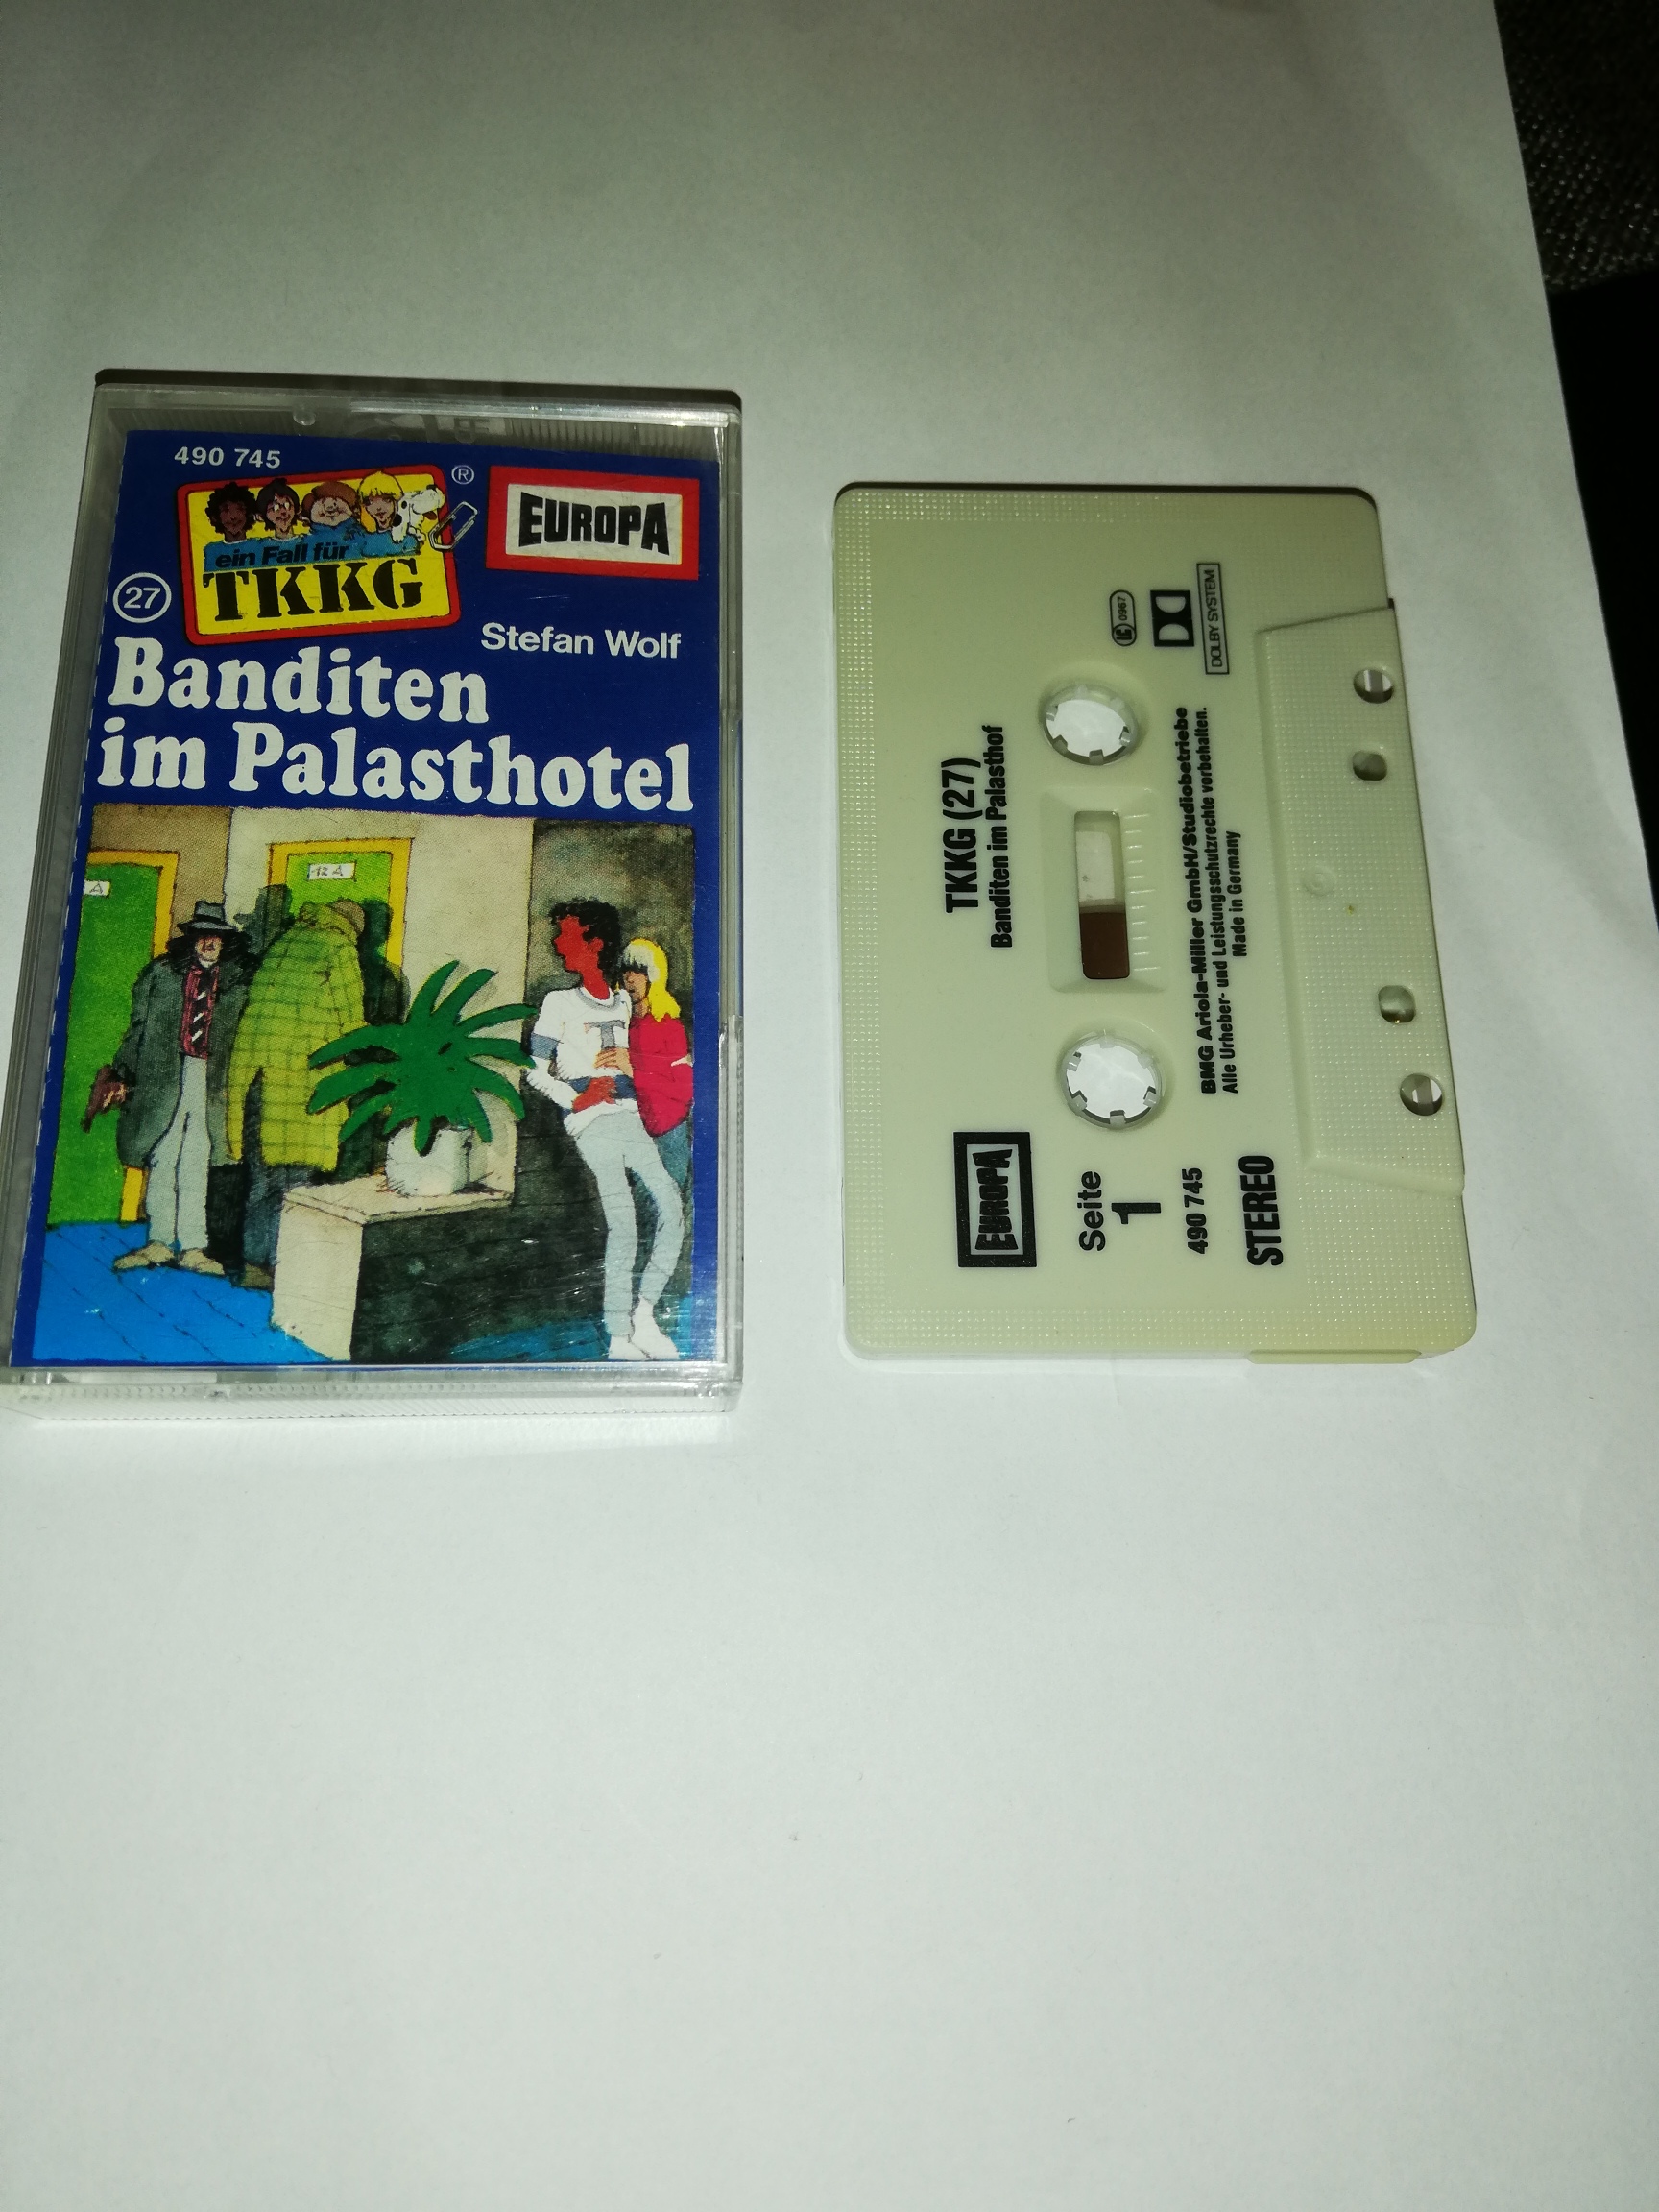 490 745
ein Fall für
TKKG
®
EUROPA
27
Stefan Wolf
Banditen
im Palasthotel
A
12 A
T
TKKG (27)
Banditen im Palasthof
EUROPA
Seite
1
490 745
STEREO
LC 0967
DOLBY SYSTEM
BMG Ariola-Miller GmbH/Studiobetriebe
Alle Urheber- und Leistungsschutzrechte vorbehalten.
Made in Germany